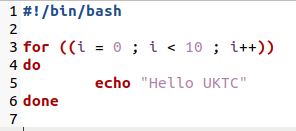 1 #!/bin/bash
2
3 for ((i = 0 ; i < 10 ; i++))
4 do
5         echo "Hello UKTC"
6 done
7